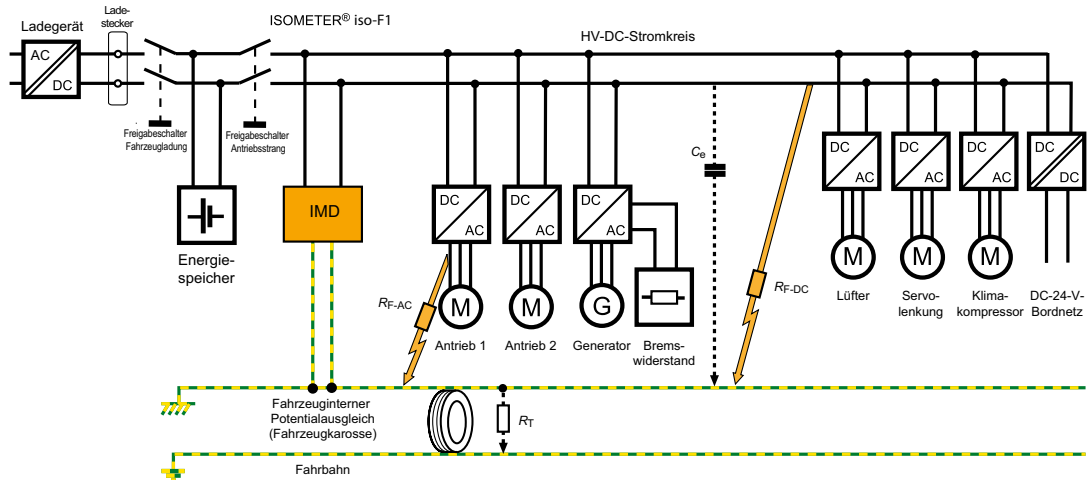 Ladegerät
AC
DC
Lade-
stecker
ISOMETER® iso-F1
HV-DC-Stromkreis
Freigabeschalter
Fahrzeugladung
Freigabeschalter
Antriebsstrang
Energie-
speicher
IMD
DC
AC
DC
AC
DC
AC
Cₑ
DC
AC
DC
AC
DC
AC
DC
DC
RF-AC
M
M
G
RF-DC
M
M
M
Antrieb 1
Antrieb 2
Generator
Brems-
widerstand
Lüfter
Servo-
lenkung
Klima-
kompressor
DC-24-V-
Bordnetz
Fahrzeuginterner
Potentialausgleich
(Fahrzeugkarosse)
RT
Fahrbahn